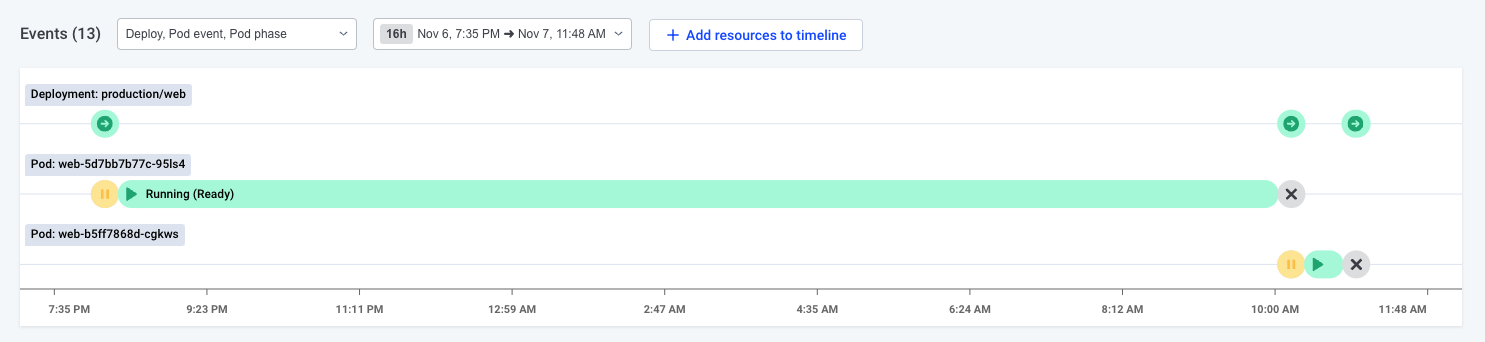 Events (13)
Deploy, Pod event, Pod phase
16h Nov 6, 7:35 PM → Nov 7, 11:48 AM
+ Add resources to timeline
Deployment: production/web
Pod: web-5d7bb7b77c-95ls4
Running (Ready)
Pod: web-b5ff7868d-cgkws
7:35 PM 9:23 PM 11:11 PM 12:59 AM 2:47 AM 4:35 AM 6:24 AM 8:12 AM 10:00 AM 11:48 AM